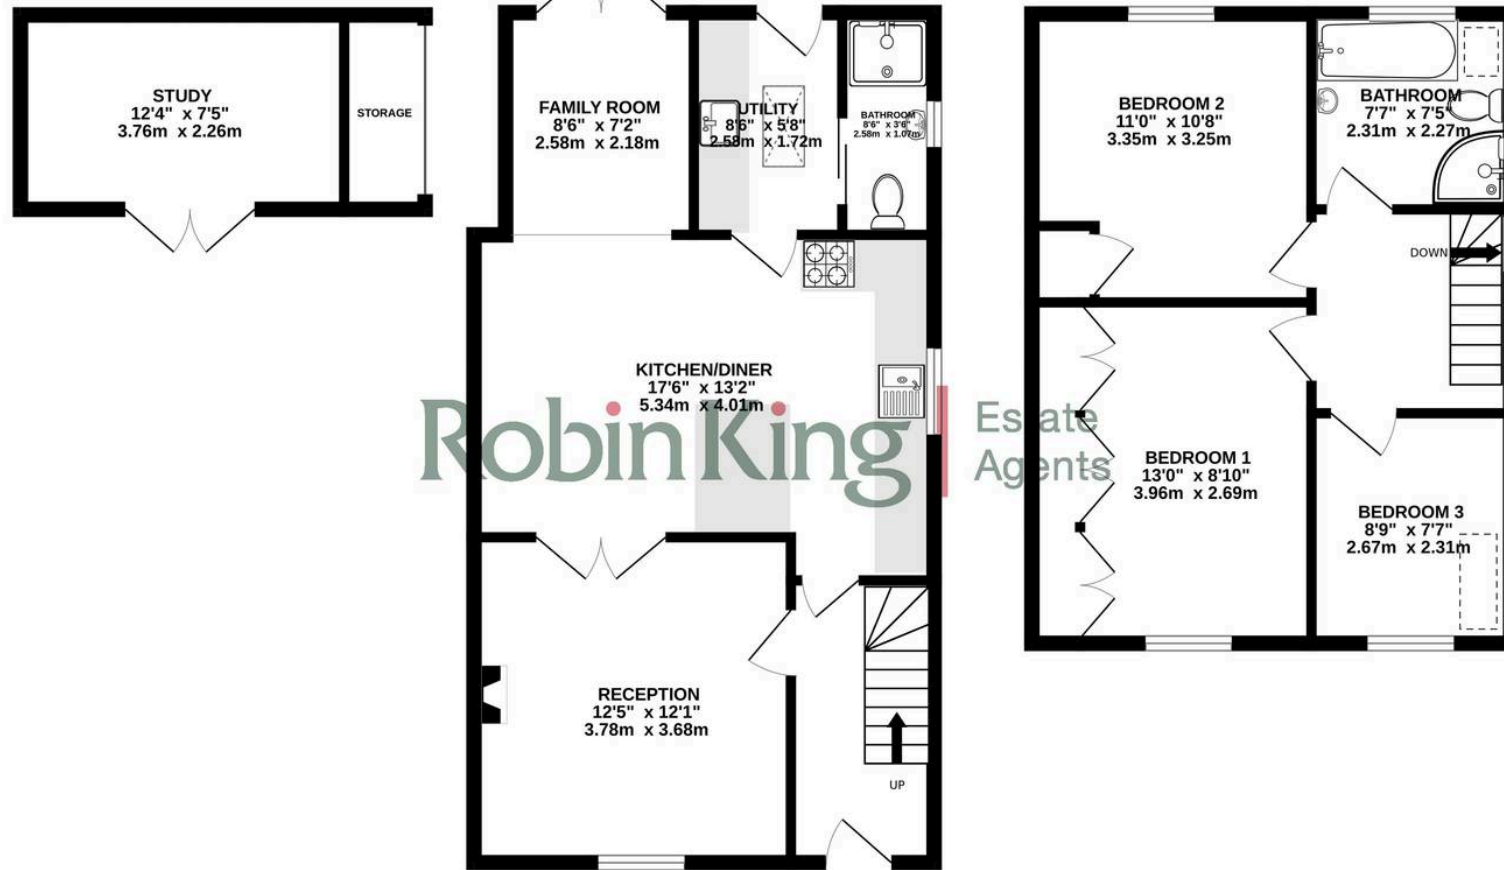 STUDY
12'4" x 7'5"
3.76m x 2.26m
STORAGE
FAMILY ROOM
8'6" x 7'2"
2.58m x 2.18m
UTILITY
8'6" x 5'8"
2.58m x 1.72m
BATHROOM
8'6" x 3'6"
2.58m x 1.07m
KITCHEN/DINER
17'6" x 13'2"
5.34m x 4.01m
RECEPTION
12'5" x 12'1"
3.78m x 3.68m
UP
BEDROOM 2
11'0" x 10'8"
3.35m x 3.25m
BATHROOM
7'7" x 7'5"
2.31m x 2.27m
DOWN
BEDROOM 1
13'0" x 8'10"
3.96m x 2.69m
BEDROOM 3
8'9" x 7'7"
2.67m x 2.31m
Robin King
Estate
Agents